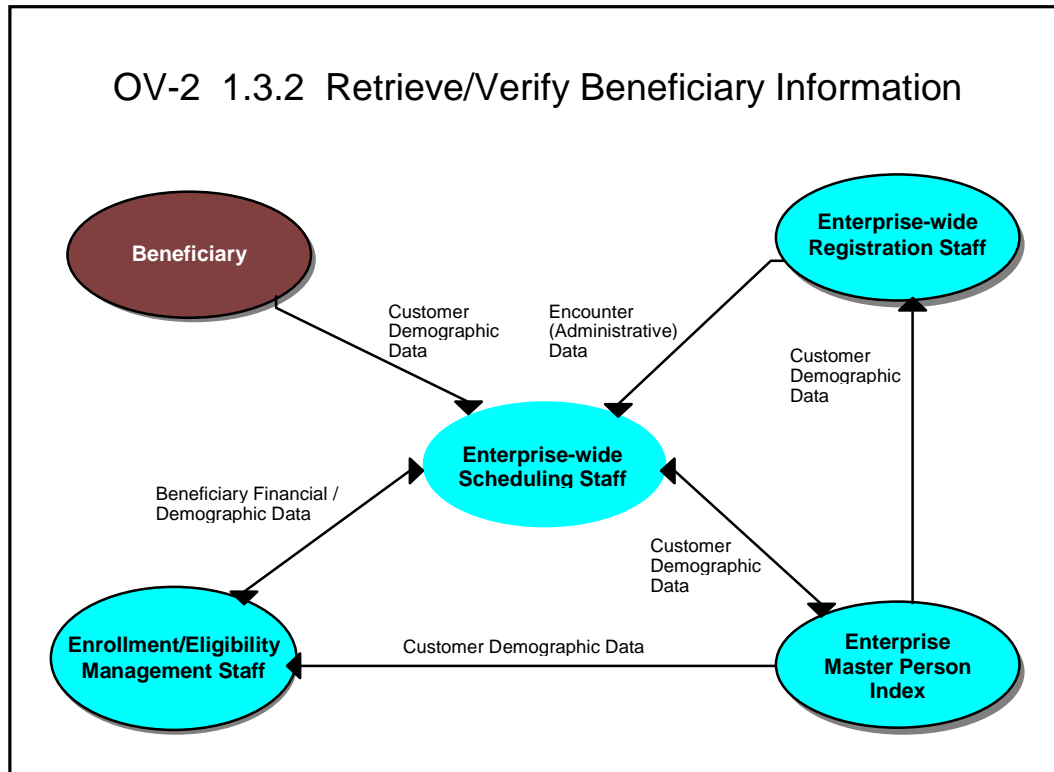 OV-2 1.3.2 Retrieve/Verify Beneficiary Information
Beneficiary
Enterprise-wide
Registration Staff
Customer
Demographic
Data
Encounter
(Administrative)
Data
Customer
Demographic
Data
Enterprise-wide
Scheduling Staff
Beneficiary Financial /
Demographic Data
Customer
Demographic
Data
Enrollment/Eligibility
Management Staff
Customer Demographic Data
Enterprise
Master Person
Index